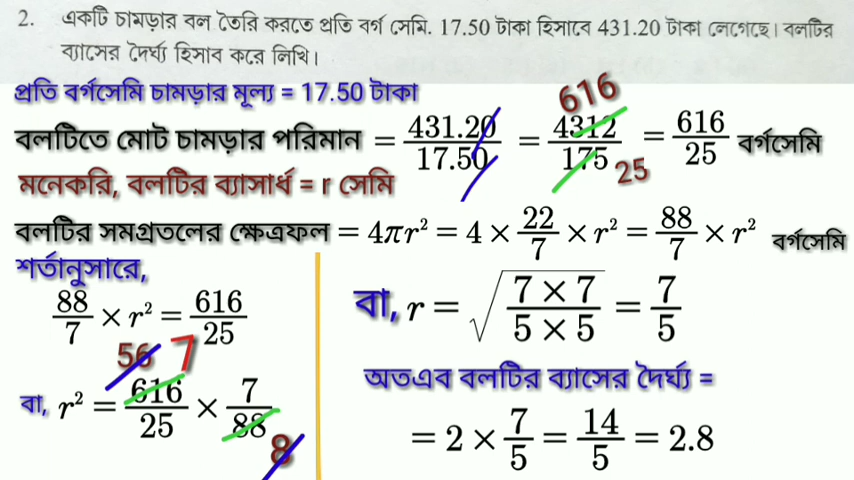 2. একটি চামড়ার বল তৈরি করতে প্রতি বর্গ সেমি. 17.50 টাকা হিসাবে 431.20 টাকা লেগেছে। বলটির
ব্যাসের দৈর্ঘ্য হিসাব করে লিখি।
প্রতি বর্গসেমি চামড়ার মূল্য = 17.50 টাকা
616
বলটিতে মোট চামড়ার পরিমান = 431.20/17.50 = 4312/175 = 616/25 বর্গসেমি
25
মনেকরি, বলটির ব্যাসার্ধ = r সেমি
বলটির সমগ্রতলের ক্ষেত্রফল = 4πr² = 4 × 22/7 × r² = 88/7 × r² বর্গসেমি
শর্তানুসারে,
88/7 × r² = 616/25
56 7
বা, r² = 616/25 × 7/88
8
বা, r = √(7 × 7/5 × 5) = 7/5
অতএব বলটির ব্যাসের দৈর্ঘ্য =
= 2 × 7/5 = 14/5 = 2.8